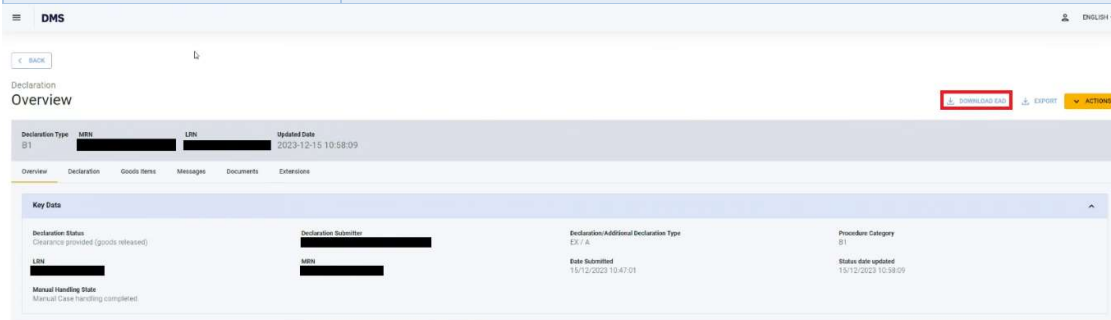 DMS
ENGLISH
BACK
Declaration
Overview
DOWNLOAD EAD
EXPORT
ACTIONS
Declaration Type MRN LRN Updated Date
B1 2023-12-15 10:58:09
Overview Declaration Goods Items Messages Documents Extensions
Key Data
Declaration Status Declaration Submitter Declaration/Additional Declaration Type Procedure Category
Clearance provided (goods released) EX / A B1
LRN MRN Date Submitted Status date updated
15/12/2023 10:47:01 15/12/2023 10:58:09
Manual Handling State
Manual Case handling completed